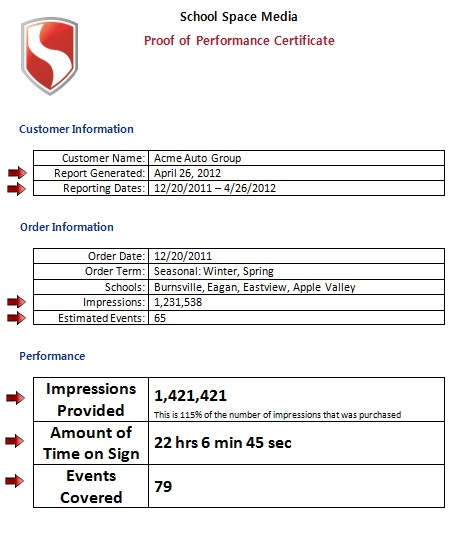 School Space Media
Proof of Performance Certificate
Customer Information
Customer Name: Acme Auto Group
Report Generated: April 26, 2012
Reporting Dates: 12/20/2011 – 4/26/2012
Order Information
Order Date: 12/20/2011
Order Term: Seasonal: Winter, Spring
Schools: Burnsville, Eagan, Eastview, Apple Valley
Impressions: 1,231,538
Estimated Events: 65
Performance
Impressions
Provided
1,421,421
This is 115% of the number of impressions that was purchased
Amount of
Time on Sign
22 hrs 6 min 45 sec
Events
Covered
79